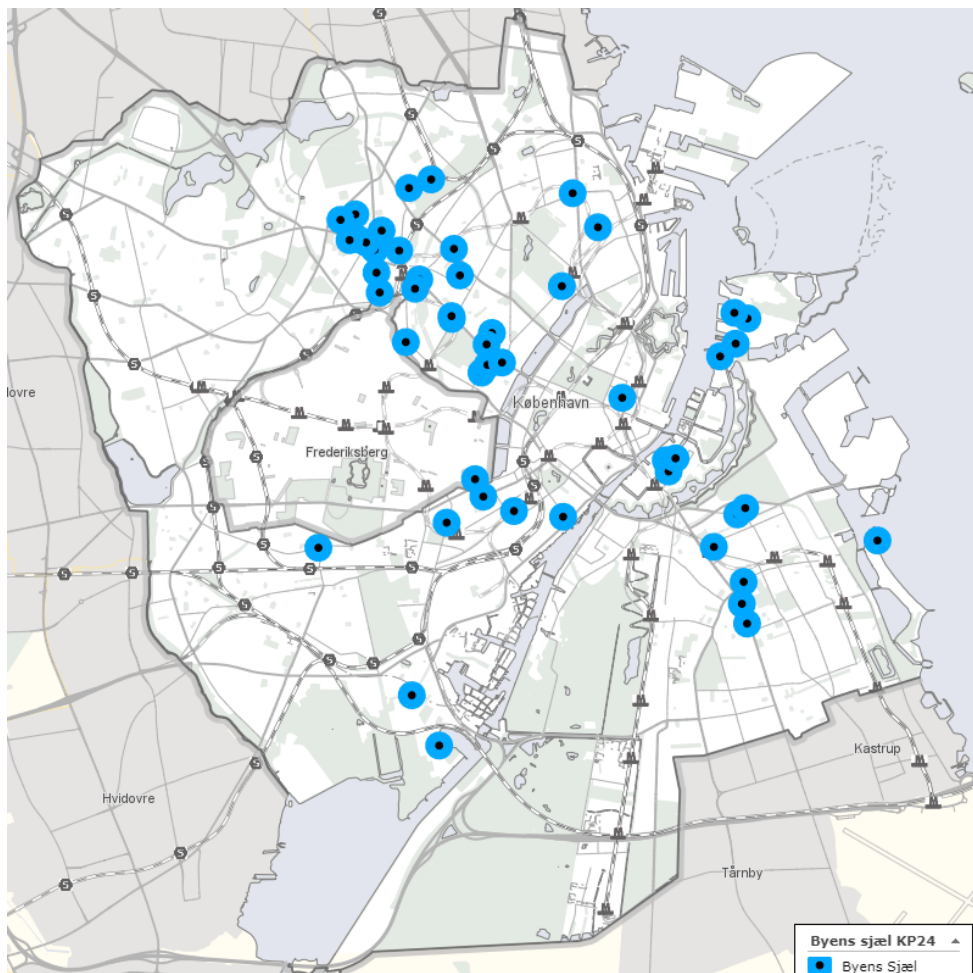 lovre
København
Frederiksberg
Kastrup
Hvidovre
Tårnby
Byens sjæl KP24
Byens Sjæl